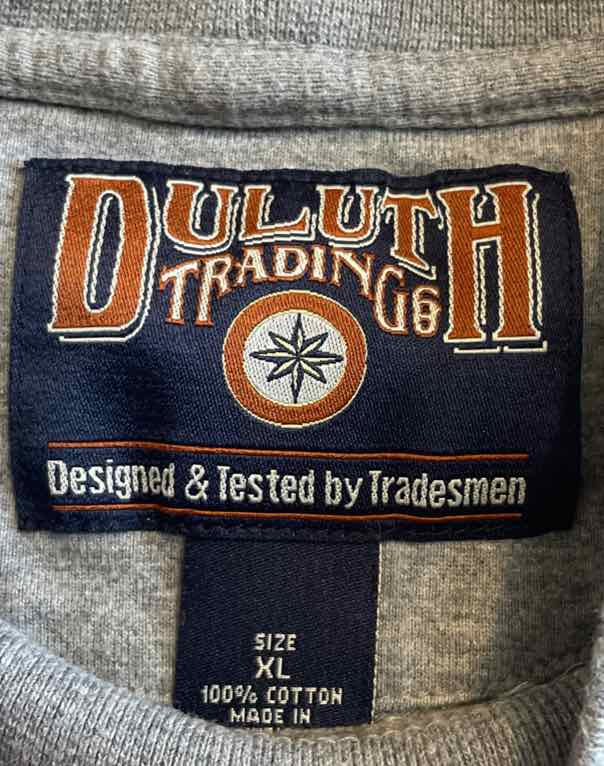 DULUTH
TRADING Co
Designed & Tested by Tradesmen
SIZE
XL
100% COTTON
MADE IN